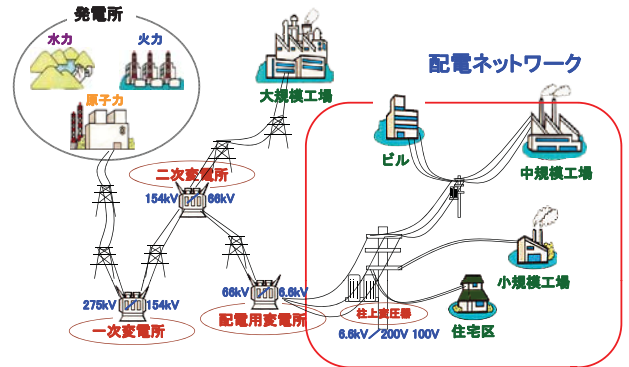 発電所
水力
火力
原子力
大規模工場
配電ネットワーク
ビル
中規模工場
二次変電所
154kV
66kV
小規模工場
275kV
154kV
一次変電所
66kV
6.6kV
配電用変電所
柱上変圧器
6.6kV／200V 100V
住宅区